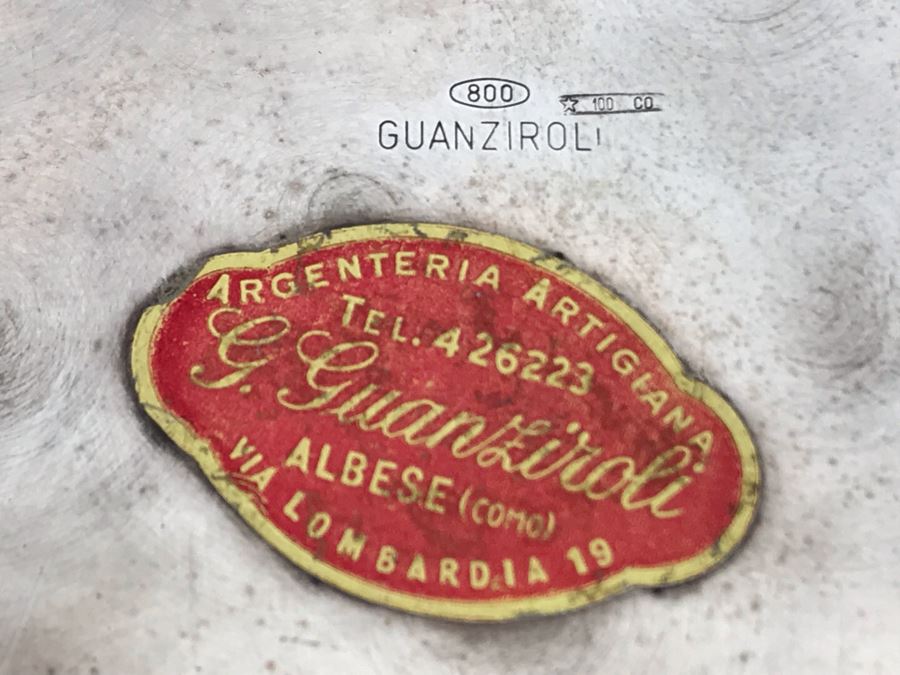 800
☆ 100 CO
GUANZIROLI
ARGENTERIA ARTIGIANA
TEL. 426223
G. Guanziroli
ALBESE (COMO)
VIA LOMBARDIA 19